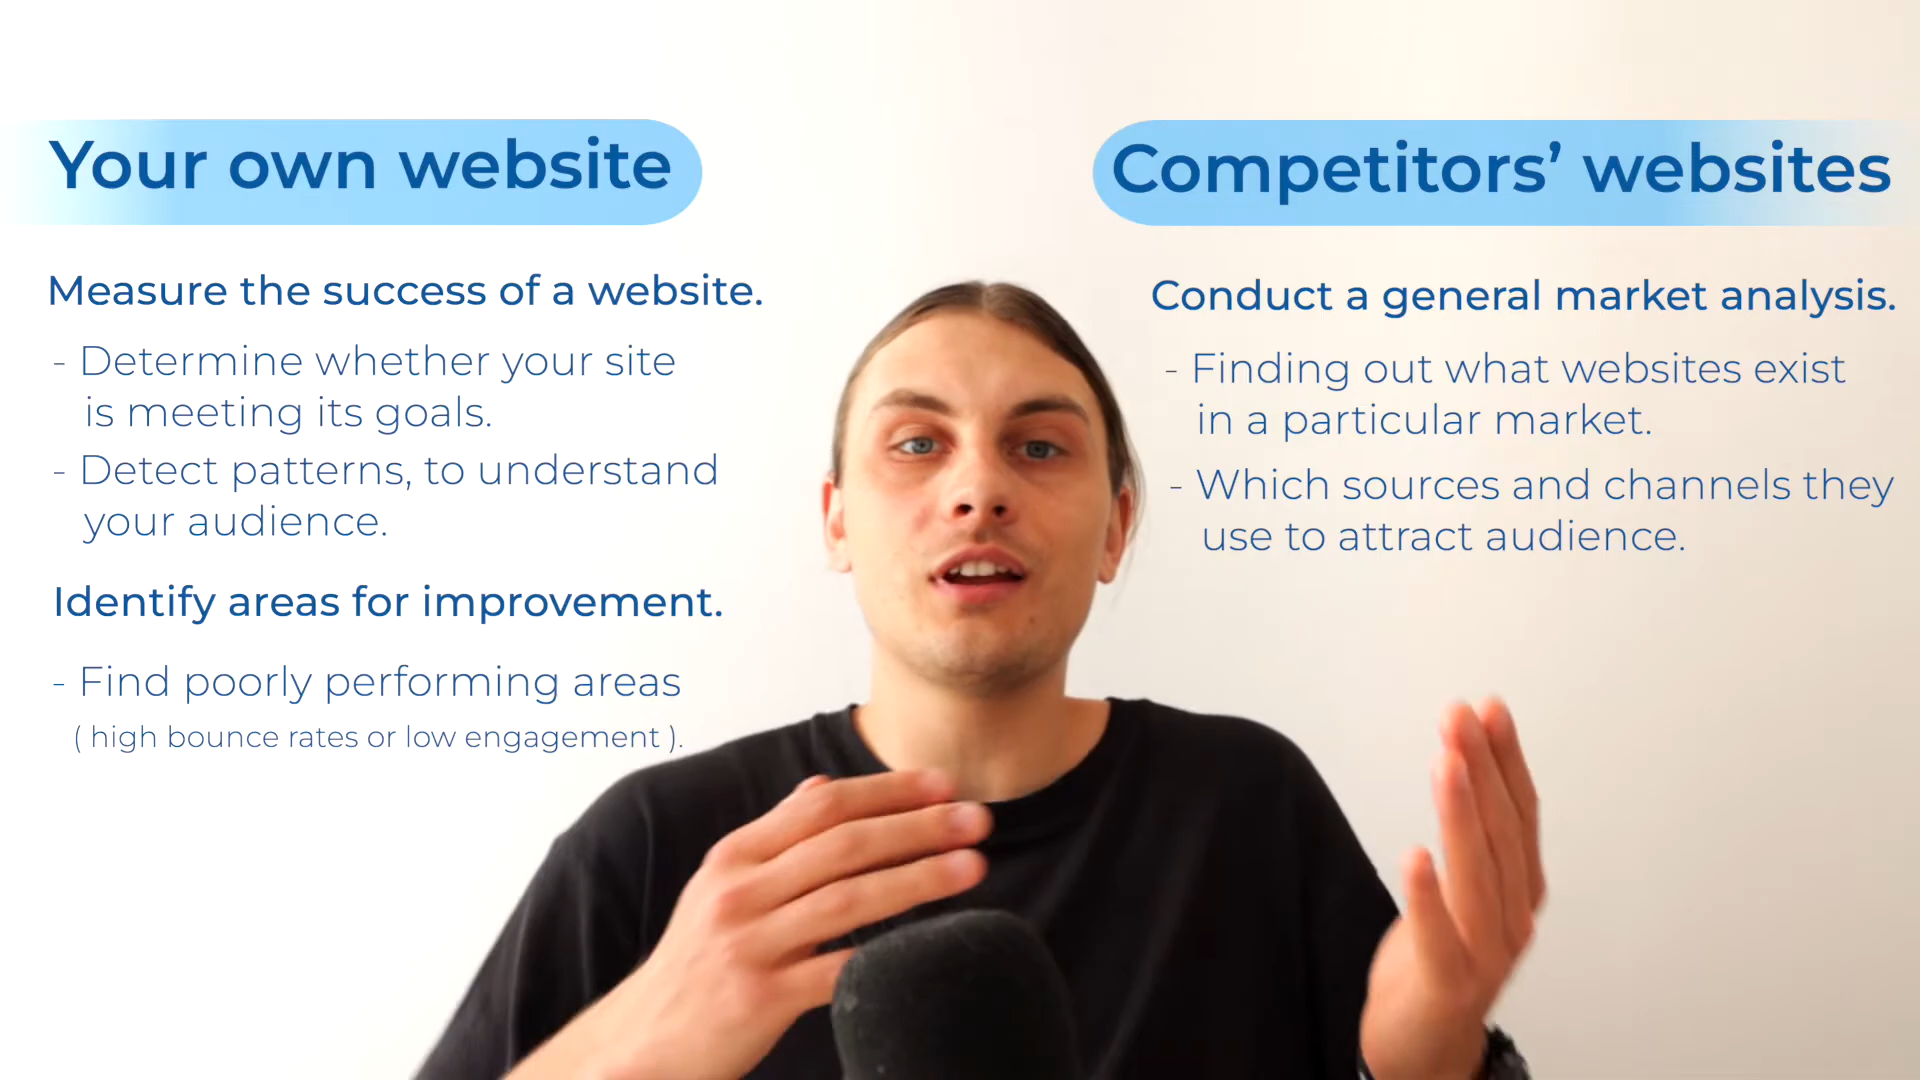 Your own website
Measure the success of a website.
- Determine whether your site
is meeting its goals.
- Detect patterns, to understand
your audience.
Identify areas for improvement.
- Find poorly performing areas
( high bounce rates or low engagement ).
Competitors’ websites
Conduct a general market analysis.
- Finding out what websites exist
in a particular market.
- Which sources and channels they
use to attract audience.